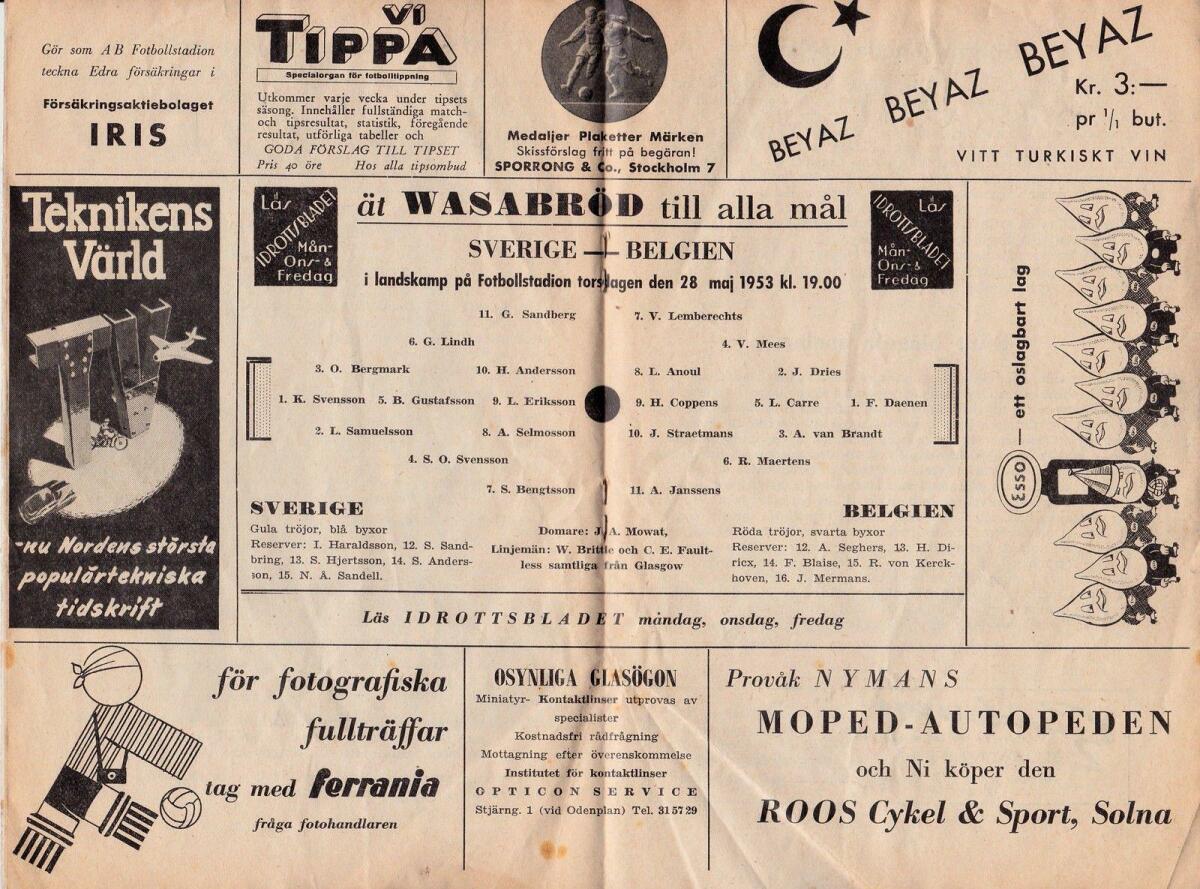 Gör som A B Fotbollstadion
teckna Edra försäkringar i
Försäkringsaktiebolaget
IRIS
VI
TIPPA
Specialorgan för fotbolltippning
Utkommer varje vecka under tipsets
säsong. Innehåller fullständiga match-
och tipsresultat, statistik, föregående
resultat, utförliga tabeller och
GODA FÖRSLAG TILL TIPSET
Pris 40 öre Hos alla tipsombud
Medaljer Plaketter Märken
Skissförslag fritt på begäran!
SPORRONG & Co., Stockholm 7
BEYAZ BEYAZ BEYAZ
Kr. 3:—
pr 1/1 but.
VITT TURKISKT VIN
Teknikens
Värld
-nu Nordens största
populärtekniska
tidskrift
Läs
IDROTTSBLADET
Mån-
Ons- &
Fredag
ät WASABRÖD till alla mål
SVERIGE — BELGIEN
i landskamp på Fotbollstadion torsdagen den 28 maj 1953 kl. 19.00
Läs
IDROTTSBLADET
Mån-
Ons- &
Fredag
11. G. Sandberg 7. V. Lemberechts
6. G. Lindh 4. V. Mees
3. O. Bergmark 10. H. Andersson 8. L. Anoul 2. J. Dries
1. K. Svensson 5. B. Gustafsson 9. L. Eriksson 9. H. Coppens 5. L. Carre 1. F. Daenen
2. L. Samuelsson 8. A. Selmosson 10. J. Straetmans 3. A. van Brandt
4. S. O. Svensson 6. R. Maertens
7. S. Bengtsson 11. A. Janssens
SVERIGE
Gula tröjor, blå byxor
Reserver: I. Haraldsson, 12. S. Sand-
bring, 13. S. Hjertsson, 14. S. Anders-
son, 15. N. Å. Sandell.
Domare: J. A. Mowat,
Linjemän: W. Brittle och C. E. Fault-
less samtliga från Glasgow
BELGIEN
Röda tröjor, svarta byxor
Reserver: 12. A. Seghers, 13. H. Di-
ricx, 14. F. Blaise, 15. R. von Kerck-
hoven, 16. J. Mermans.
Läs IDROTTSBLADET måndag, onsdag, fredag
ESSO — ett oslagbart lag
för fotografiska
fullträffar
tag med ferrania
fråga fotohandlaren
OSYNLIGA GLASÖGON
Miniatyr- Kontaktlinser utprovas av
specialister
Kostnadsfri rådfrågning
Mottagning efter överenskommelse
Institutet för kontaktlinser
OPTICON SERVICE
Stjärng. 1 (vid Odenplan) Tel. 31 57 29
Provåk NYMANS
MOPED-AUTOPEDEN
och Ni köper den
ROOS Cykel & Sport, Solna